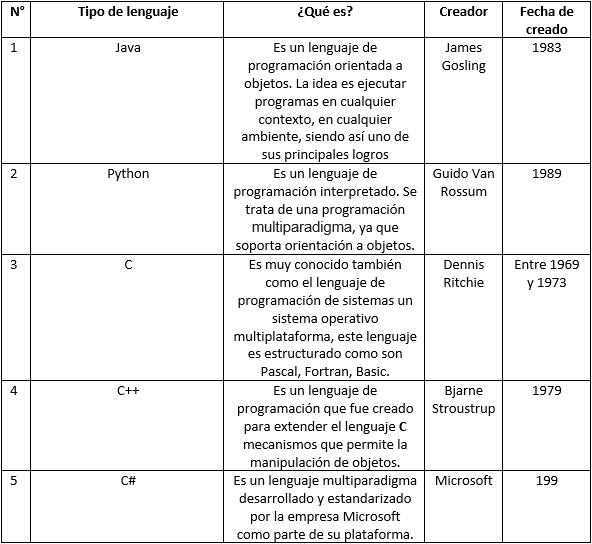 N° Tipo de lenguaje ¿Qué es? Creador Fecha de
creado
1 Java Es un lenguaje de James 1983
programación orientada a Gosling
objetos. La idea es ejecutar
programas en cualquier
contexto, en cualquier
ambiente, siendo así uno de
sus principales logros
2 Python Es un lenguaje de Guido Van 1989
programación interpretado. Se Rossum
trata de una programación
multiparadigma, ya que
soporta orientación a objetos.
3 C Es muy conocido también Dennis Entre 1969
como el lenguaje de Ritchie y 1973
programación de sistemas un
sistema operativo
multiplataforma, este lenguaje
es estructurado como son
Pascal, Fortran, Basic.
4 C++ Es un lenguaje de Bjarne 1979
programación que fue creado Stroustrup
para extender el lenguaje C
mecanismos que permite la
manipulación de objetos.
5 C# Es un lenguaje multiparadigma Microsoft 199
desarrollado y estandarizado
por la empresa Microsoft
como parte de su plataforma.